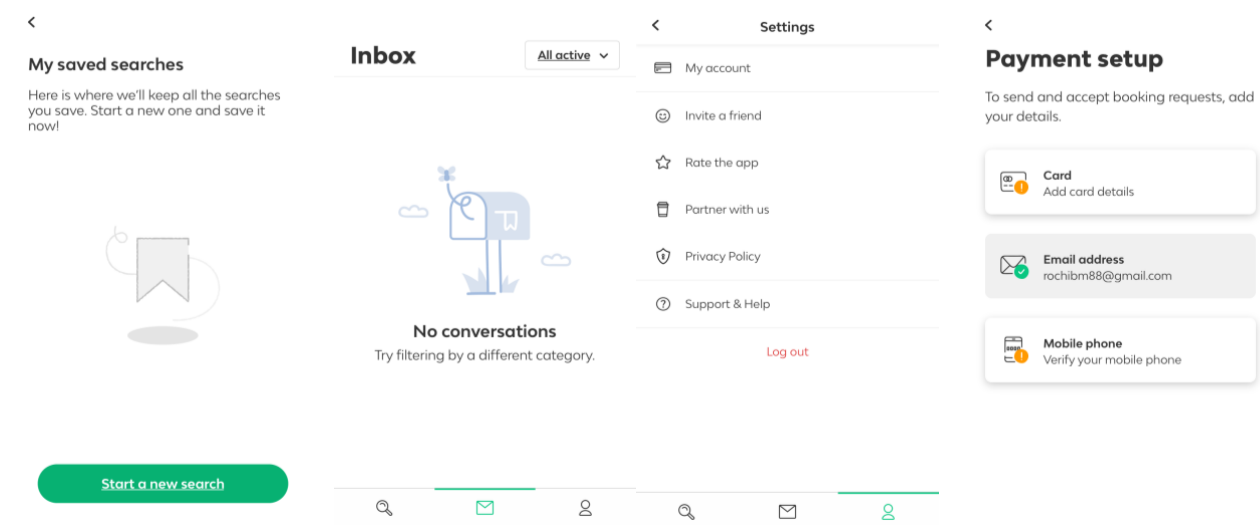 My saved searches
Here is where we'll keep all the searches
you save. Start a new one and save it
now!
Start a new search
Inbox
All active
No conversations
Try filtering by a different category.
Settings
My account
Invite a friend
Rate the app
Partner with us
Privacy Policy
Support & Help
Log out
Payment setup
To send and accept booking requests, add
your details.
Card
Add card details
Email address
rochibm88@gmail.com
Mobile phone
Verify your mobile phone